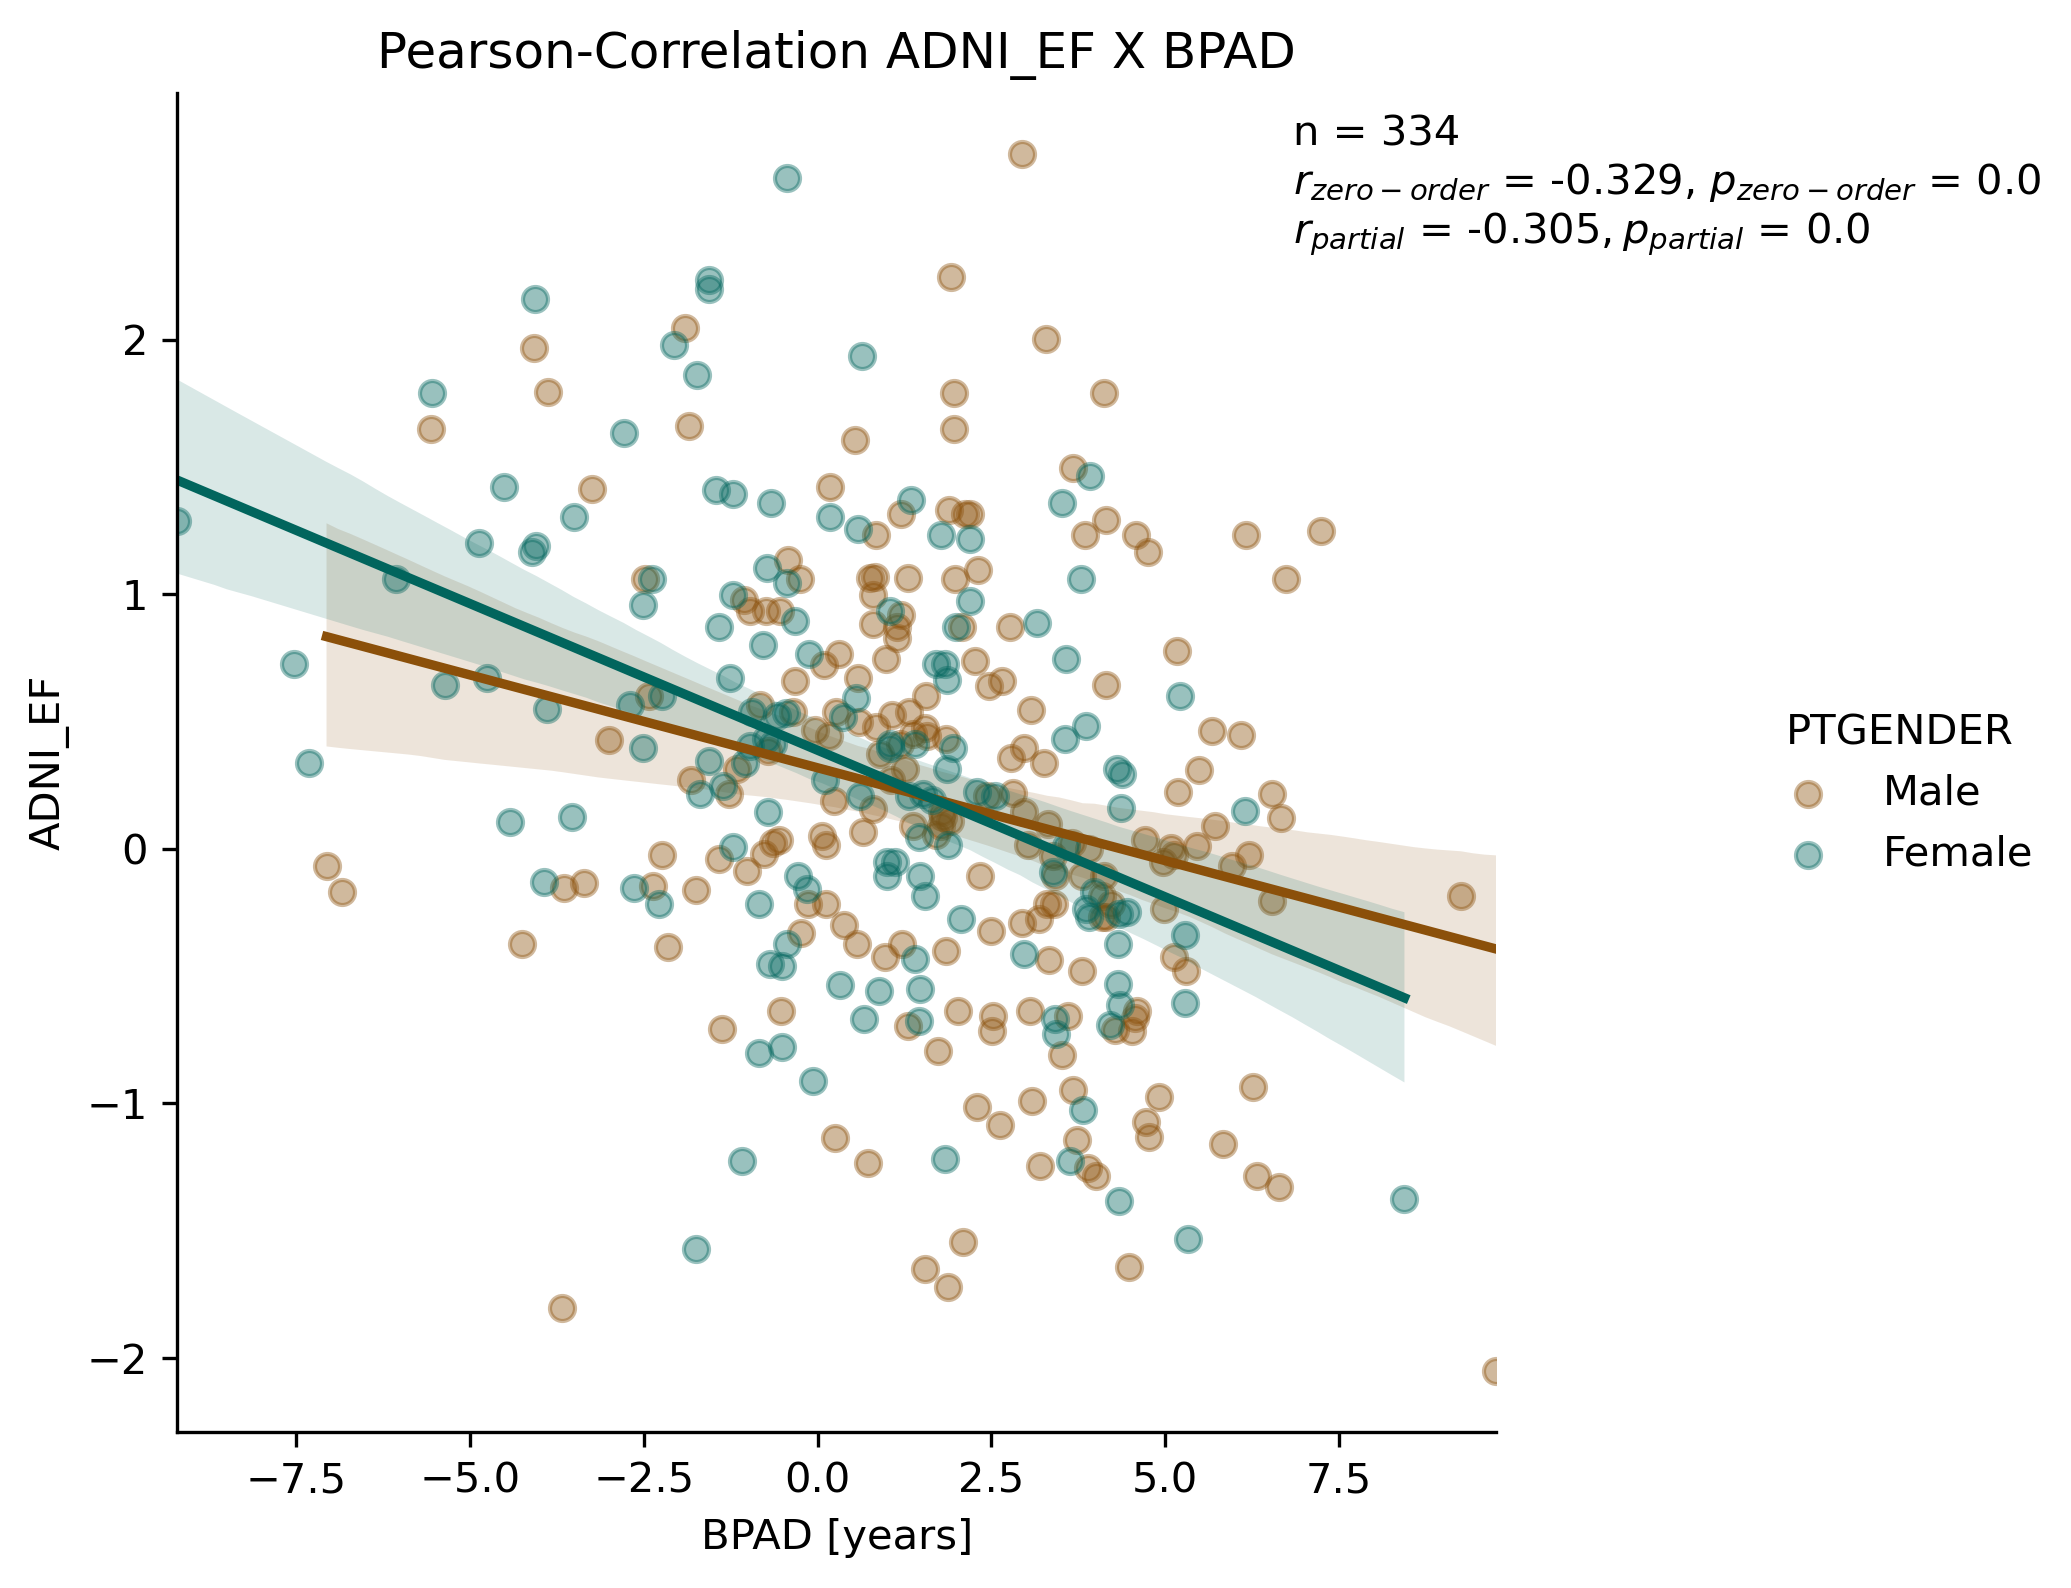 Pearson-Correlation ADNI_EF X BPAD
n = 334
r_zero-order = -0.329, p_zero-order = 0.0
r_partial = -0.305, p_partial = 0.0
ADNI_EF
2
1
0
−1
−2
−7.5 −5.0 −2.5 0.0 2.5 5.0 7.5
BPAD [years]
PTGENDER
Male
Female